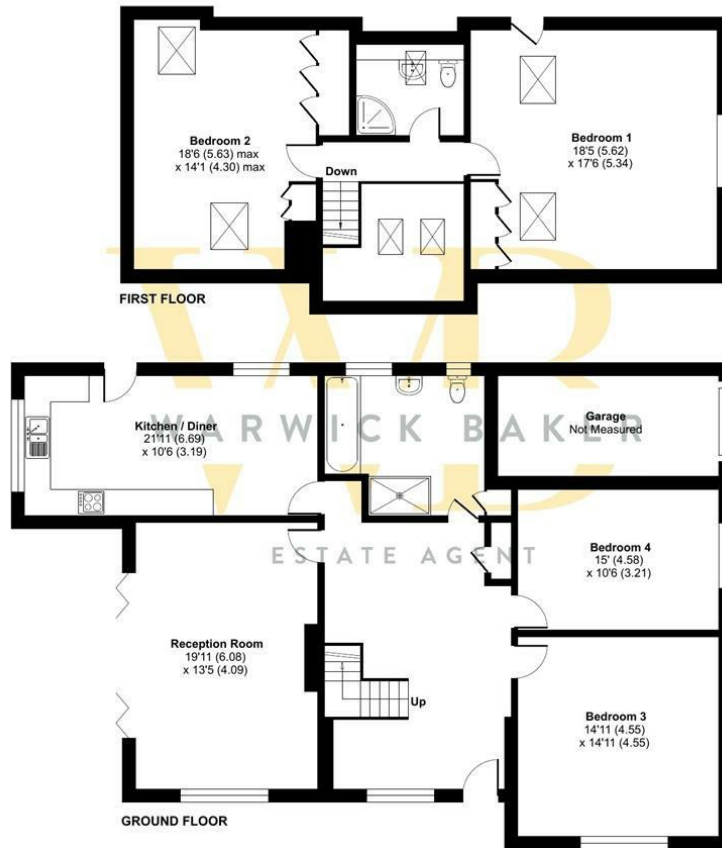 Bedroom 2
18'6 (5.63) max
x 14'1 (4.30) max
Down
Bedroom 1
18'5 (5.62)
x 17'6 (5.34)
FIRST FLOOR
WB
Kitchen / Diner
21'11 (6.69)
x 10'6 (3.19)
Garage
Not Measured
WARWICK BAKER
ESTATE AGENT
Bedroom 4
15' (4.58)
x 10'6 (3.21)
Reception Room
19'11 (6.08)
x 13'5 (4.09)
Up
Bedroom 3
14'11 (4.55)
x 14'11 (4.55)
GROUND FLOOR